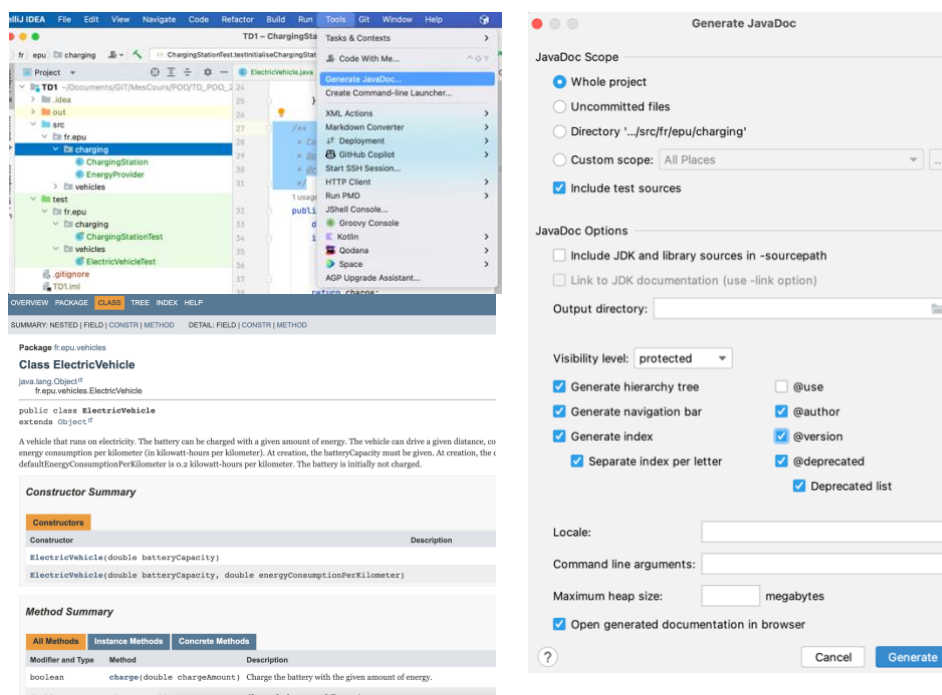 elliJ IDEA File Edit View Navigate Code Refactor Build Run Tools Git Window Help
TD1 – ChargingSta
fr epu charging ChargingStationTest.testInitialiseChargingStat
Project ElectricVehicle.java
TD1 ~/Documents/GIT/MesCours/POO/TD_POO_2 24
.idea 25
out 26
src 27 /**
fr.epu 28
charging 29
ChargingStation 30
EnergyProvider 31 */
vehicles 1 usage
test 32 publi
fr.epu 33 d
charging 34 i
ChargingStationTest 35
vehicles 36
ElectricVehicleTest 37
.gitignore 38 return charge;
TD1.iml
Tasks & Contexts
Code With Me...
Generate JavaDoc...
Create Command-line Launcher...
XML Actions
Markdown Converter
Deployment
GitHub Copilot
Start SSH Session...
HTTP Client
Run PMD
JShell Console...
Groovy Console
Kotlin
Qodana
Space
AGP Upgrade Assistant...
OVERVIEW PACKAGE CLASS TREE INDEX HELP
SUMMARY: NESTED | FIELD | CONSTR | METHOD DETAIL: FIELD | CONSTR | METHOD
Package fr.epu.vehicles
Class ElectricVehicle
java.lang.Object
fr.epu.vehicles.ElectricVehicle
public class ElectricVehicle
extends Object
A vehicle that runs on electricity. The battery can be charged with a given amount of energy. The vehicle can drive a given distance, co
energy consumption per kilometer (in kilowatt-hours per kilometer). At creation, the batteryCapacity must be given. At creation, the
defaultEnergyConsumptionPerKilometer is 0.2 kilowatt-hours per kilometer. The battery is initially not charged.
Constructor Summary
Constructors
Constructor Description
ElectricVehicle(double batteryCapacity)
ElectricVehicle(double batteryCapacity, double energyConsumptionPerKilometer)
Method Summary
All Methods Instance Methods Concrete Methods
Modifier and Type Method Description
boolean charge(double chargeAmount) Charge the battery with the given amount of energy.
Generate JavaDoc
JavaDoc Scope
Whole project
Uncommitted files
Directory '.../src/fr/epu/charging'
Custom scope: All Places ...
Include test sources
JavaDoc Options
Include JDK and library sources in -sourcepath
Link to JDK documentation (use -link option)
Output directory:
Visibility level: protected
Generate hierarchy tree @use
Generate navigation bar @author
Generate index @version
Separate index per letter @deprecated
Deprecated list
Locale:
Command line arguments:
Maximum heap size: megabytes
Open generated documentation in browser
? Cancel Generate